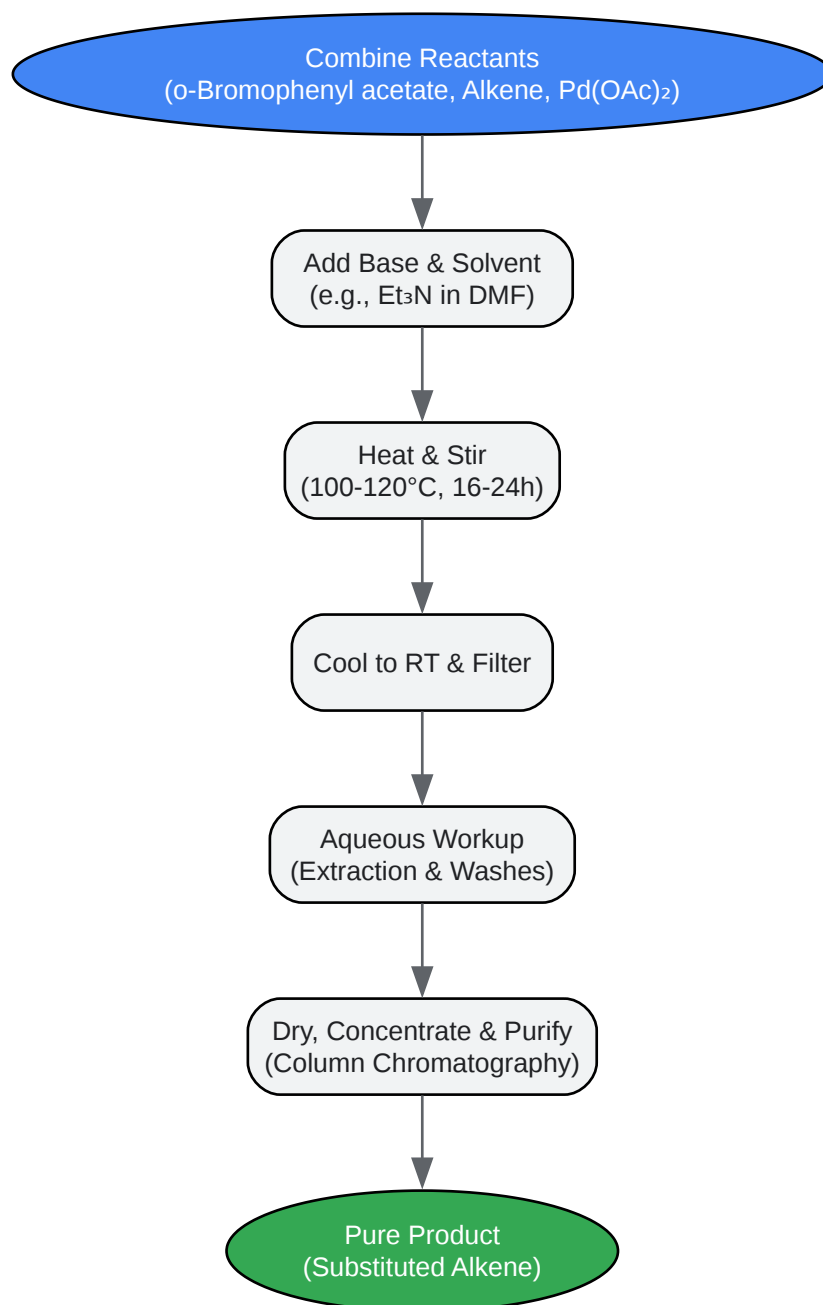 Combine Reactants
(o-Bromophenyl acetate, Alkene, Pd(OAc)₂)
Add Base & Solvent
(e.g., Et₃N in DMF)
Heat & Stir
(100-120°C, 16-24h)
Cool to RT & Filter
Aqueous Workup
(Extraction & Washes)
Dry, Concentrate & Purify
(Column Chromatography)
Pure Product
(Substituted Alkene)